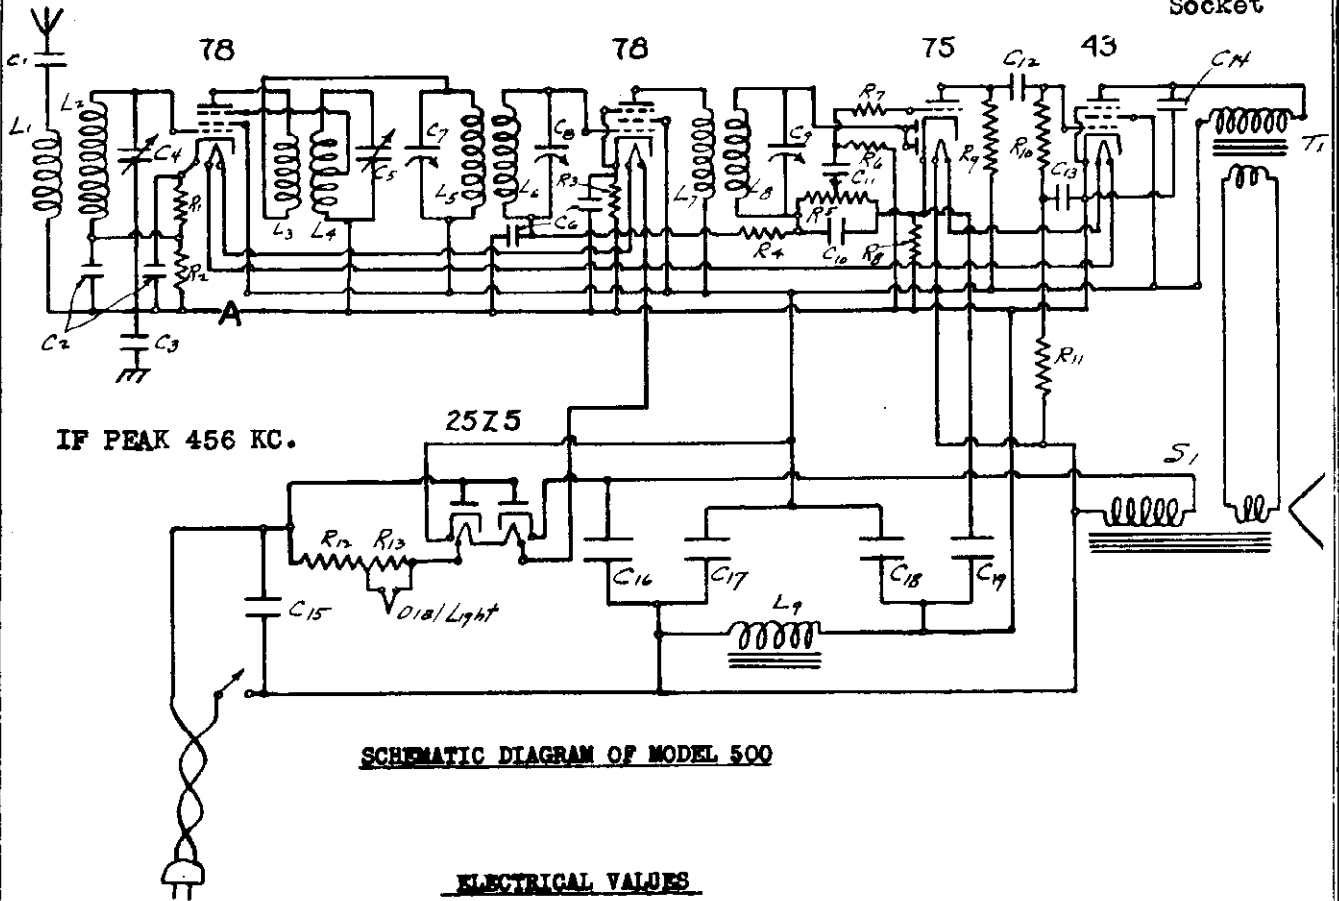 Socket
78
78
75
43
C1
L1
L2
C4
R1
R2
C2
C3
A
L3
L4
C5
C7
L5
L6
C8
R3
C6
L7
L8
C9
R7
R6
C11
R5
R4
C10
R8
R9
C12
R10
C13
C14
T1
R11
IF PEAK 456 KC.
25Z5
S1
R12
R13
C15
Dial Light
C16
C17
C18
C19
L9
SCHEMATIC DIAGRAM OF MODEL 500
ELECTRICAL VALUES